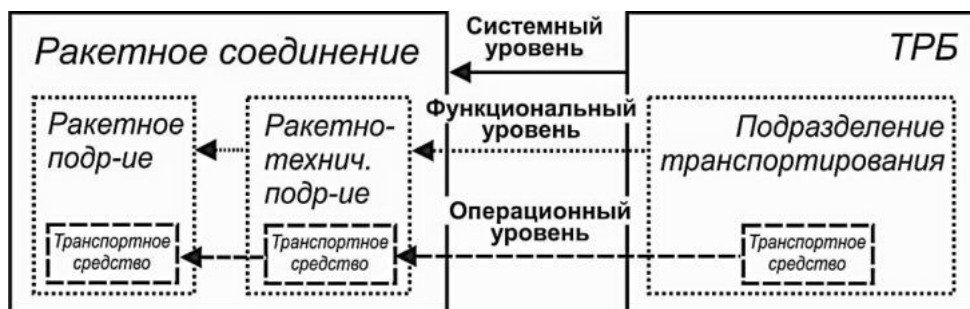 Ракетное соединение
Системный
уровень
ТРБ
Ракетное
подр-ие
Ракетно-
технич.
подр-ие
Функциональный
уровень
Подразделение
транспортирования
Транспортное
средство
Транспортное
средство
Операционный
уровень
Транспортное
средство